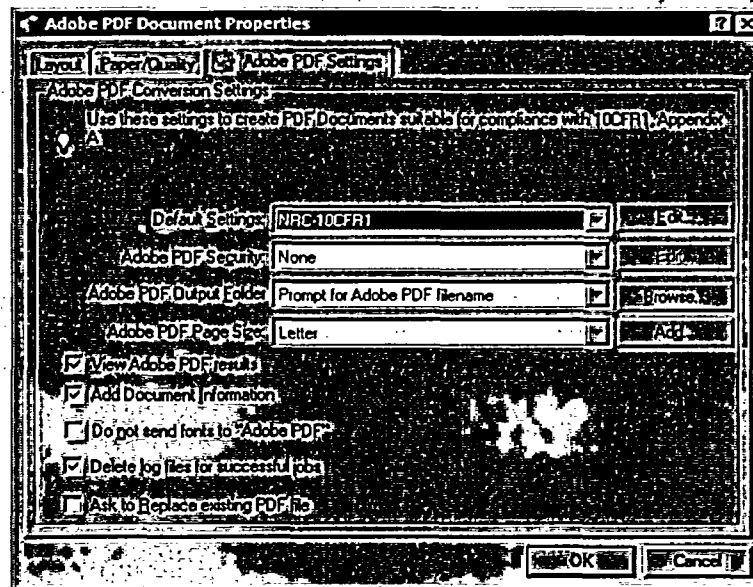 Adobe PDF Document Properties
Layout Paper/Quality Adobe PDF Settings
Adobe PDF Conversion Settings
Use these settings to create PDF Documents suitable for compliance with 10CFR1, Appendix
A
Default Settings: NRC-10CFR1 Edit...
Adobe PDF Security: None Edit...
Adobe PDF Output Folder: Prompt for Adobe PDF filename Browse...
Adobe PDF Page Size: Letter Add...
View Adobe PDF results
Add Document Information
Do not send fonts to "Adobe PDF"
Delete log files for successful jobs
Ask to Replace existing PDF file
OK Cancel